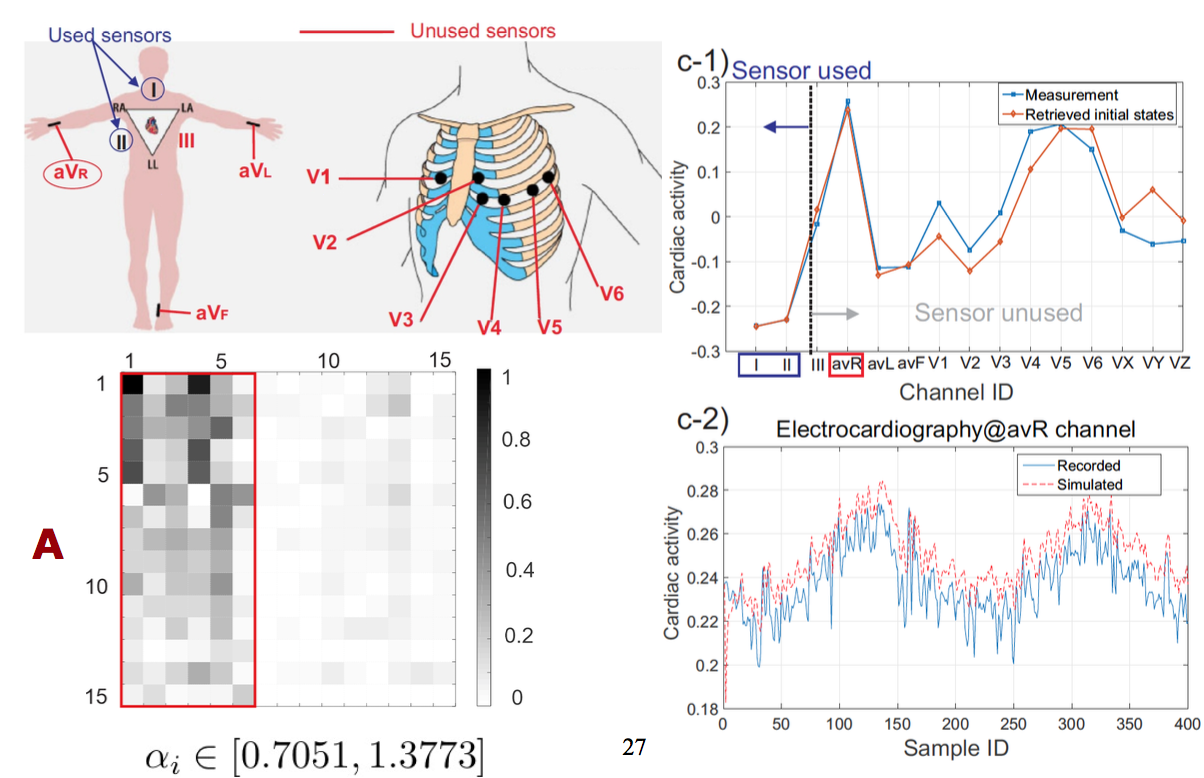 Used sensors
Unused sensors
I
RA
LA
II
III
LL
aVR
aVL
aVF
V1
V2
V3
V4
V5
V6
1 5 10 15
1
5
10
15
A
1
0.8
0.6
0.4
0.2
0
αᵢ ∈ [0.7051, 1.3773]
27
c-1)
Sensor used
Measurement
Retrieved initial states
Sensor unused
0.3
0.2
0.1
0
-0.1
-0.2
-0.3
Cardiac activity
I II III avR avL avF V1 V2 V3 V4 V5 V6 VX VY VZ
Channel ID
c-2)
Electrocardiography@avR channel
Recorded
Simulated
0.3
0.28
0.26
0.24
0.22
0.2
0.18
Cardiac activity
0 50 100 150 200 250 300 350 400
Sample ID